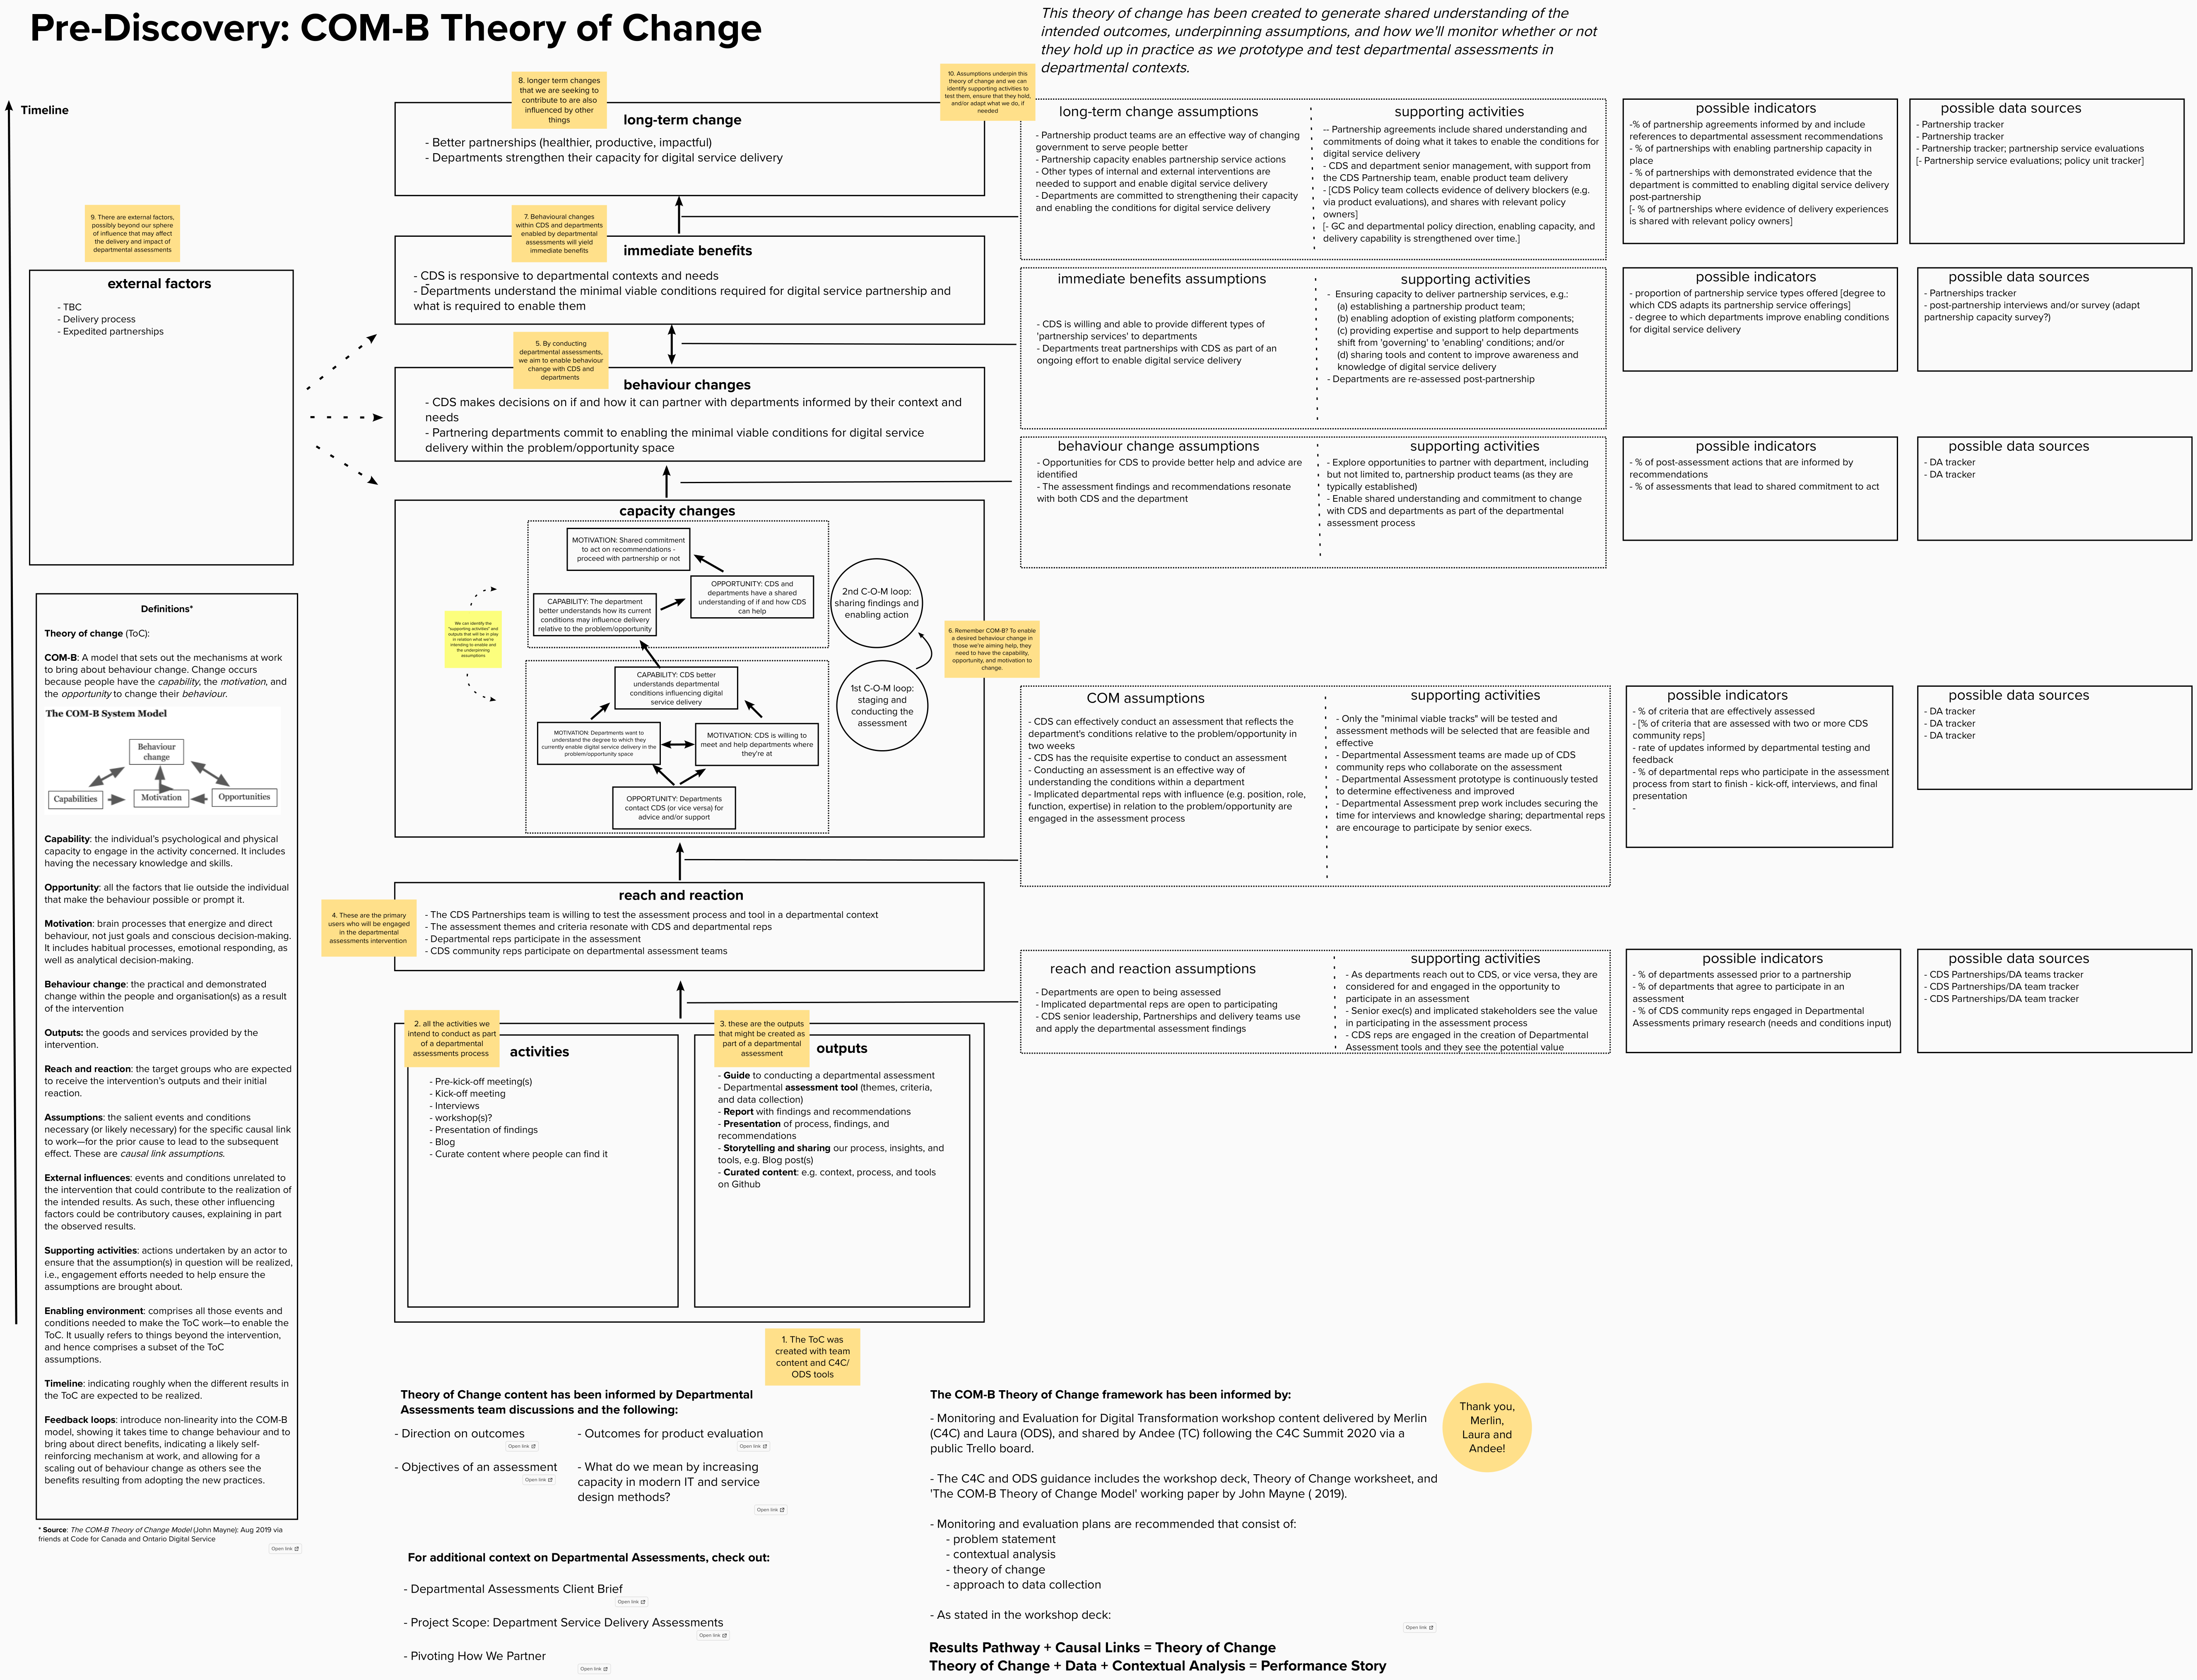 Pre-Discovery: COM-B Theory of Change
This theory of change has been created to generate shared understanding of the
intended outcomes, underpinning assumptions, and how we'll monitor whether or not
they hold up in practice as we prototype and test departmental assessments in
departmental contexts.
Timeline
8. longer term changes
that we are seeking to
contribute to are also
influenced by other
things
long-term change
- Better partnerships (healthier, productive, impactful)
- Departments strengthen their capacity for digital service delivery
10. Assumptions underpin this
theory of change and we can
identify supporting activities to
test them, ensure that they hold,
and/or adapt what we do, if
needed
long-term change assumptions
- Partnership product teams are an effective way of changing
government to serve people better
- Partnership capacity enables partnership service actions
- Other types of internal and external interventions are
needed to support and enable digital service delivery
- Departments are committed to strengthening their capacity
and enabling the conditions for digital service delivery
supporting activities
-- Partnership agreements include shared understanding and
commitments of doing what it takes to enable the conditions for
digital service delivery
- CDS and department senior management, with support from
the CDS Partnership team, enable product team delivery
- [CDS Policy team collects evidence of delivery blockers (e.g.
via product evaluations), and shares with relevant policy
owners]
[- GC and departmental policy direction, enabling capacity, and
delivery capability is strengthened over time.]
possible indicators
-% of partnership agreements informed by and include
references to departmental assessment recommendations
- % of partnerships with enabling partnership capacity in
place
- % of partnerships with demonstrated evidence that the
department is committed to enabling digital service delivery
post-partnership
[- % of partnerships where evidence of delivery experiences
is shared with relevant policy owners]
possible data sources
- Partnership tracker
- Partnership tracker
- Partnership tracker; partnership service evaluations
[- Partnership service evaluations; policy unit tracker]
9. There are external factors,
possibly beyond our sphere
of influence that may affect
the delivery and impact of
departmental assessments
external factors
- TBC
- Delivery process
- Expedited partnerships
7. Behavioural changes
within CDS and departments
enabled by departmental
assessments will yield
immediate benefits
immediate benefits
- CDS is responsive to departmental contexts and needs
-
- Departments understand the minimal viable conditions required for digital service partnership and
what is required to enable them
immediate benefits assumptions
- CDS is willing and able to provide different types of
'partnership services' to departments
- Departments treat partnerships with CDS as part of an
ongoing effort to enable digital service delivery
supporting activities
- Ensuring capacity to deliver partnership services, e.g.:
(a) establishing a partnership product team;
(b) enabling adoption of existing platform components;
(c) providing expertise and support to help departments
shift from 'governing' to 'enabling' conditions; and/or
(d) sharing tools and content to improve awareness and
knowledge of digital service delivery
- Departments are re-assessed post-partnership
possible indicators
- proportion of partnership service types offered [degree to
which CDS adapts its partnership service offerings]
- degree to which departments improve enabling conditions
for digital service delivery
possible data sources
- Partnerships tracker
- post-partnership interviews and/or survey (adapt
partnership capacity survey?)
5. By conducting
departmental assessments,
we aim to enable behaviour
change with CDS and
departments
behaviour changes
- CDS makes decisions on if and how it can partner with departments informed by their context and
needs
- Partnering departments commit to enabling the minimal viable conditions for digital service
delivery within the problem/opportunity space
behaviour change assumptions
- Opportunities for CDS to provide better help and advice are
identified
- The assessment findings and recommendations resonate
with both CDS and the department
supporting activities
- Explore opportunities to partner with department, including
but not limited to, partnership product teams (as they are
typically established)
- Enable shared understanding and commitment to change
with CDS and departments as part of the departmental
assessment process
possible indicators
- % of post-assessment actions that are informed by
recommendations
- % of assessments that lead to shared commitment to act
possible data sources
- DA tracker
- DA tracker
capacity changes
MOTIVATION: Shared commitment
to act on recommendations -
proceed with partnership or not
OPPORTUNITY: CDS and
departments have a shared
understanding of if and how CDS
can help
CAPABILITY: The department
better understands how its current
conditions may influence delivery
relative to the problem/opportunity
2nd C-O-M loop:
sharing findings and
enabling action
We can identify the
"supporting activities" and
outputs that will be in play
in relation what we're
intending to enable and
the underpinning
assumptions
6. Remember COM-B? To enable
a desired behaviour change in
those we're aiming help, they
need to have the capability,
opportunity, and motivation to
change.
CAPABILITY: CDS better
understands departmental
conditions influencing digital
service delivery
1st C-O-M loop:
staging and
conducting the
assessment
MOTIVATION: Departments want to
understand the degree to which they
currently enable digital service delivery in the
problem/opportunity space
MOTIVATION: CDS is willing to
meet and help departments where
they're at
OPPORTUNITY: Departments
contact CDS (or vice versa) for
advice and/or support
COM assumptions
- CDS can effectively conduct an assessment that reflects the
department's conditions relative to the problem/opportunity in
two weeks
- CDS has the requisite expertise to conduct an assessment
- Conducting an assessment is an effective way of
understanding the conditions within a department
- Implicated departmental reps with influence (e.g. position, role,
function, expertise) in relation to the problem/opportunity are
engaged in the assessment process
supporting activities
- Only the "minimal viable tracks" will be tested and
assessment methods will be selected that are feasible and
effective
- Departmental Assessment teams are made up of CDS
community reps who collaborate on the assessment
- Departmental Assessment prototype is continuously tested
to determine effectiveness and improved
- Departmental Assessment prep work includes securing the
time for interviews and knowledge sharing; departmental reps
are encourage to participate by senior execs.
possible indicators
- % of criteria that are effectively assessed
- [% of criteria that are assessed with two or more CDS
community reps]
- rate of updates informed by departmental testing and
feedback
- % of departmental reps who participate in the assessment
process from start to finish - kick-off, interviews, and final
presentation
-
possible data sources
- DA tracker
- DA tracker
- DA tracker
Definitions*
Theory of change (ToC):
COM-B: A model that sets out the mechanisms at work
to bring about behaviour change. Change occurs
because people have the capability, the motivation, and
the opportunity to change their behaviour.
The COM-B System Model
Behaviour
change
Capabilities
Motivation
Opportunities
Capability: the individual's psychological and physical
capacity to engage in the activity concerned. It includes
having the necessary knowledge and skills.
Opportunity: all the factors that lie outside the individual
that make the behaviour possible or prompt it.
Motivation: brain processes that energize and direct
behaviour, not just goals and conscious decision-making.
It includes habitual processes, emotional responding, as
well as analytical decision-making.
Behaviour change: the practical and demonstrated
change within the people and organisation(s) as a result
of the intervention
Outputs: the goods and services provided by the
intervention.
Reach and reaction: the target groups who are expected
to receive the intervention's outputs and their initial
reaction.
Assumptions: the salient events and conditions
necessary (or likely necessary) for the specific causal link
to work—for the prior cause to lead to the subsequent
effect. These are causal link assumptions.
External influences: events and conditions unrelated to
the intervention that could contribute to the realization of
the intended results. As such, these other influencing
factors could be contributory causes, explaining in part
the observed results.
Supporting activities: actions undertaken by an actor to
ensure that the assumption(s) in question will be realized,
i.e., engagement efforts needed to help ensure the
assumptions are brought about.
Enabling environment: comprises all those events and
conditions needed to make the ToC work—to enable the
ToC. It usually refers to things beyond the intervention,
and hence comprises a subset of the ToC
assumptions.
Timeline: indicating roughly when the different results in
the ToC are expected to be realized.
Feedback loops: introduce non-linearity into the COM-B
model, showing it takes time to change behaviour and to
bring about direct benefits, indicating a likely self-
reinforcing mechanism at work, and allowing for a
scaling out of behaviour change as others see the
benefits resulting from adopting the new practices.
* Source: The COM-B Theory of Change Model (John Mayne): Aug 2019 via
friends at Code for Canada and Ontario Digital Service
Open link
4. These are the primary
users who will be engaged
in the departmental
assessments intervention
reach and reaction
- The CDS Partnerships team is willing to test the assessment process and tool in a departmental context
- The assessment themes and criteria resonate with CDS and departmental reps
- Departmental reps participate in the assessment
- CDS community reps participate on departmental assessment teams
reach and reaction assumptions
- Departments are open to being assessed
- Implicated departmental reps are open to participating
- CDS senior leadership, Partnerships and delivery teams use
and apply the departmental assessment findings
supporting activities
- As departments reach out to CDS, or vice versa, they are
considered for and engaged in the opportunity to
participate in an assessment
- Senior exec(s) and implicated stakeholders see the value
in participating in the assessment process
- CDS reps are engaged in the creation of Departmental
Assessment tools and they see the potential value
possible indicators
- % of departments assessed prior to a partnership
- % of departments that agree to participate in an
assessment
- % of CDS community reps engaged in Departmental
Assessments primary research (needs and conditions input)
possible data sources
- CDS Partnerships/DA teams tracker
- CDS Partnerships/DA team tracker
- CDS Partnerships/DA team tracker
2. all the activities we
intend to conduct as part
of a departmental
assessments process
activities
- Pre-kick-off meeting(s)
- Kick-off meeting
- Interviews
- workshop(s)?
- Presentation of findings
- Blog
- Curate content where people can find it
3. these are the outputs
that might be created as
part of a departmental
assessment
outputs
- Guide to conducting a departmental assessment
- Departmental assessment tool (themes, criteria,
and data collection)
- Report with findings and recommendations
- Presentation of process, findings, and
recommendations
- Storytelling and sharing our process, insights, and
tools, e.g. Blog post(s)
- Curated content: e.g. context, process, and tools
on Github
1. The ToC was
created with team
content and C4C/
ODS tools
Theory of Change content has been informed by Departmental
Assessments team discussions and the following:
- Direction on outcomes
Open link
- Objectives of an assessment
Open link
- Outcomes for product evaluation
Open link
- What do we mean by increasing
capacity in modern IT and service
design methods?
Open link
For additional context on Departmental Assessments, check out:
- Departmental Assessments Client Brief
Open link
- Project Scope: Department Service Delivery Assessments
Open link
- Pivoting How We Partner
Open link
The COM-B Theory of Change framework has been informed by:
- Monitoring and Evaluation for Digital Transformation workshop content delivered by Merlin
(C4C) and Laura (ODS), and shared by Andee (TC) following the C4C Summit 2020 via a
public Trello board.
- The C4C and ODS guidance includes the workshop deck, Theory of Change worksheet, and
'The COM-B Theory of Change Model' working paper by John Mayne ( 2019).
- Monitoring and evaluation plans are recommended that consist of:
- problem statement
- contextual analysis
- theory of change
- approach to data collection
- As stated in the workshop deck:
Open link
Results Pathway + Causal Links = Theory of Change
Theory of Change + Data + Contextual Analysis = Performance Story
Thank you,
Merlin,
Laura and
Andee!